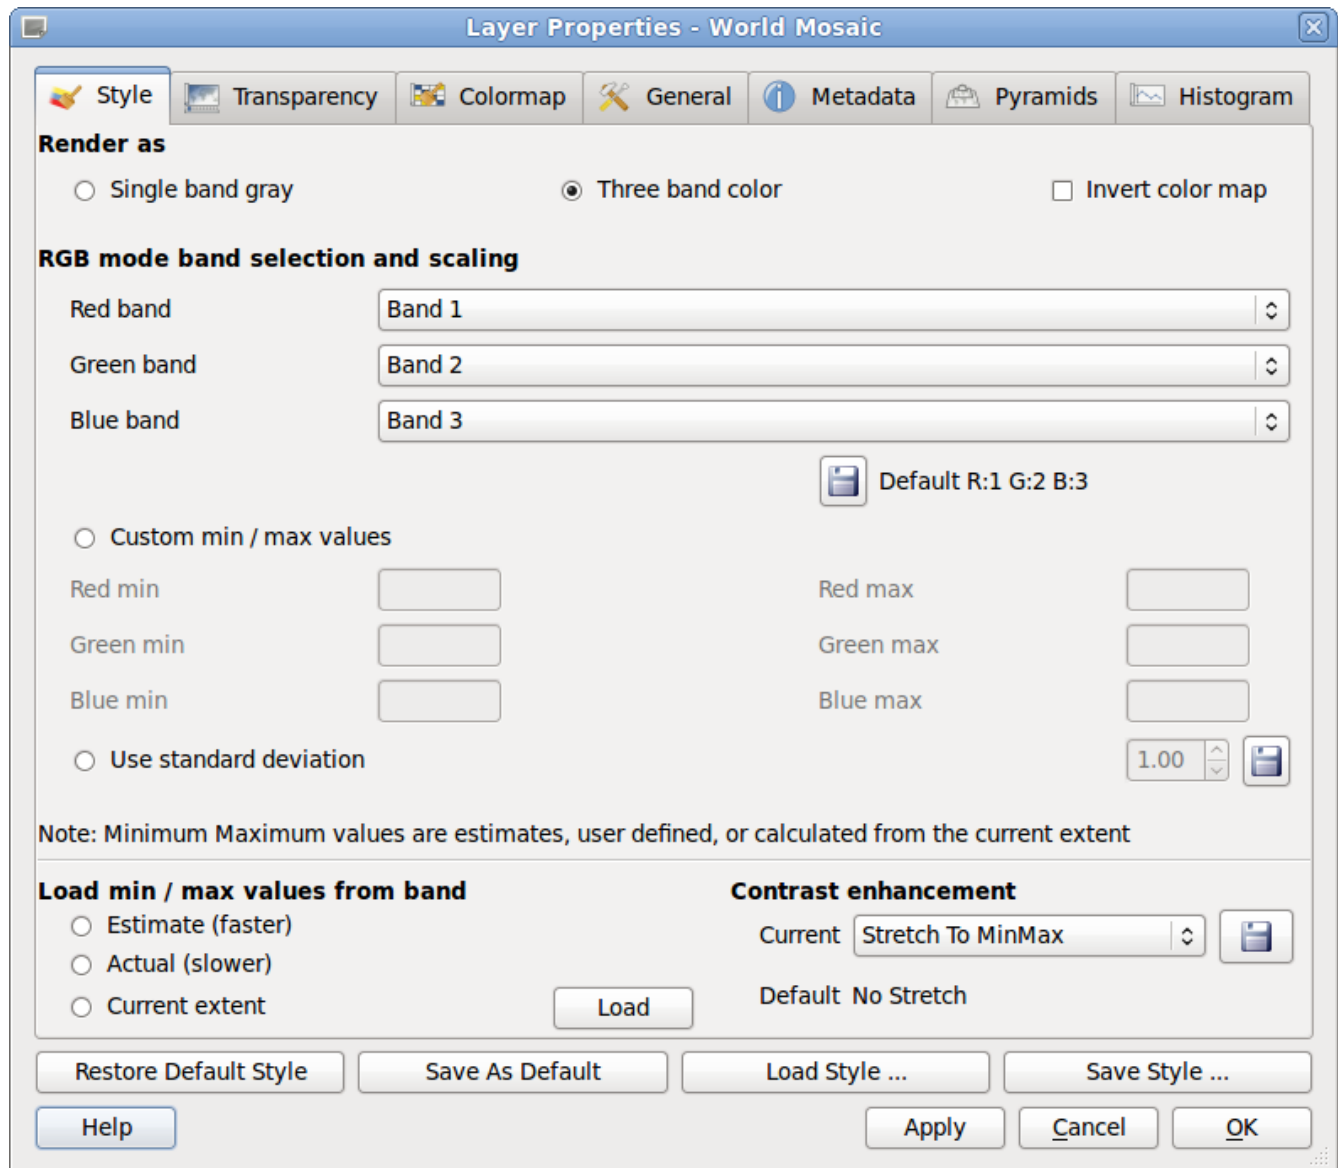 Layer Properties - World Mosaic
Style Transparency Colormap General Metadata Pyramids Histogram
Render as
Single band gray Three band color Invert color map
RGB mode band selection and scaling
Red band Band 1
Green band Band 2
Blue band Band 3
Default R:1 G:2 B:3
Custom min / max values
Red min Red max
Green min Green max
Blue min Blue max
Use standard deviation 1.00
Note: Minimum Maximum values are estimates, user defined, or calculated from the current extent
Load min / max values from band
Estimate (faster)
Actual (slower)
Current extent Load
Contrast enhancement
Current Stretch To MinMax
Default No Stretch
Restore Default Style Save As Default Load Style ... Save Style ...
Help Apply Cancel OK